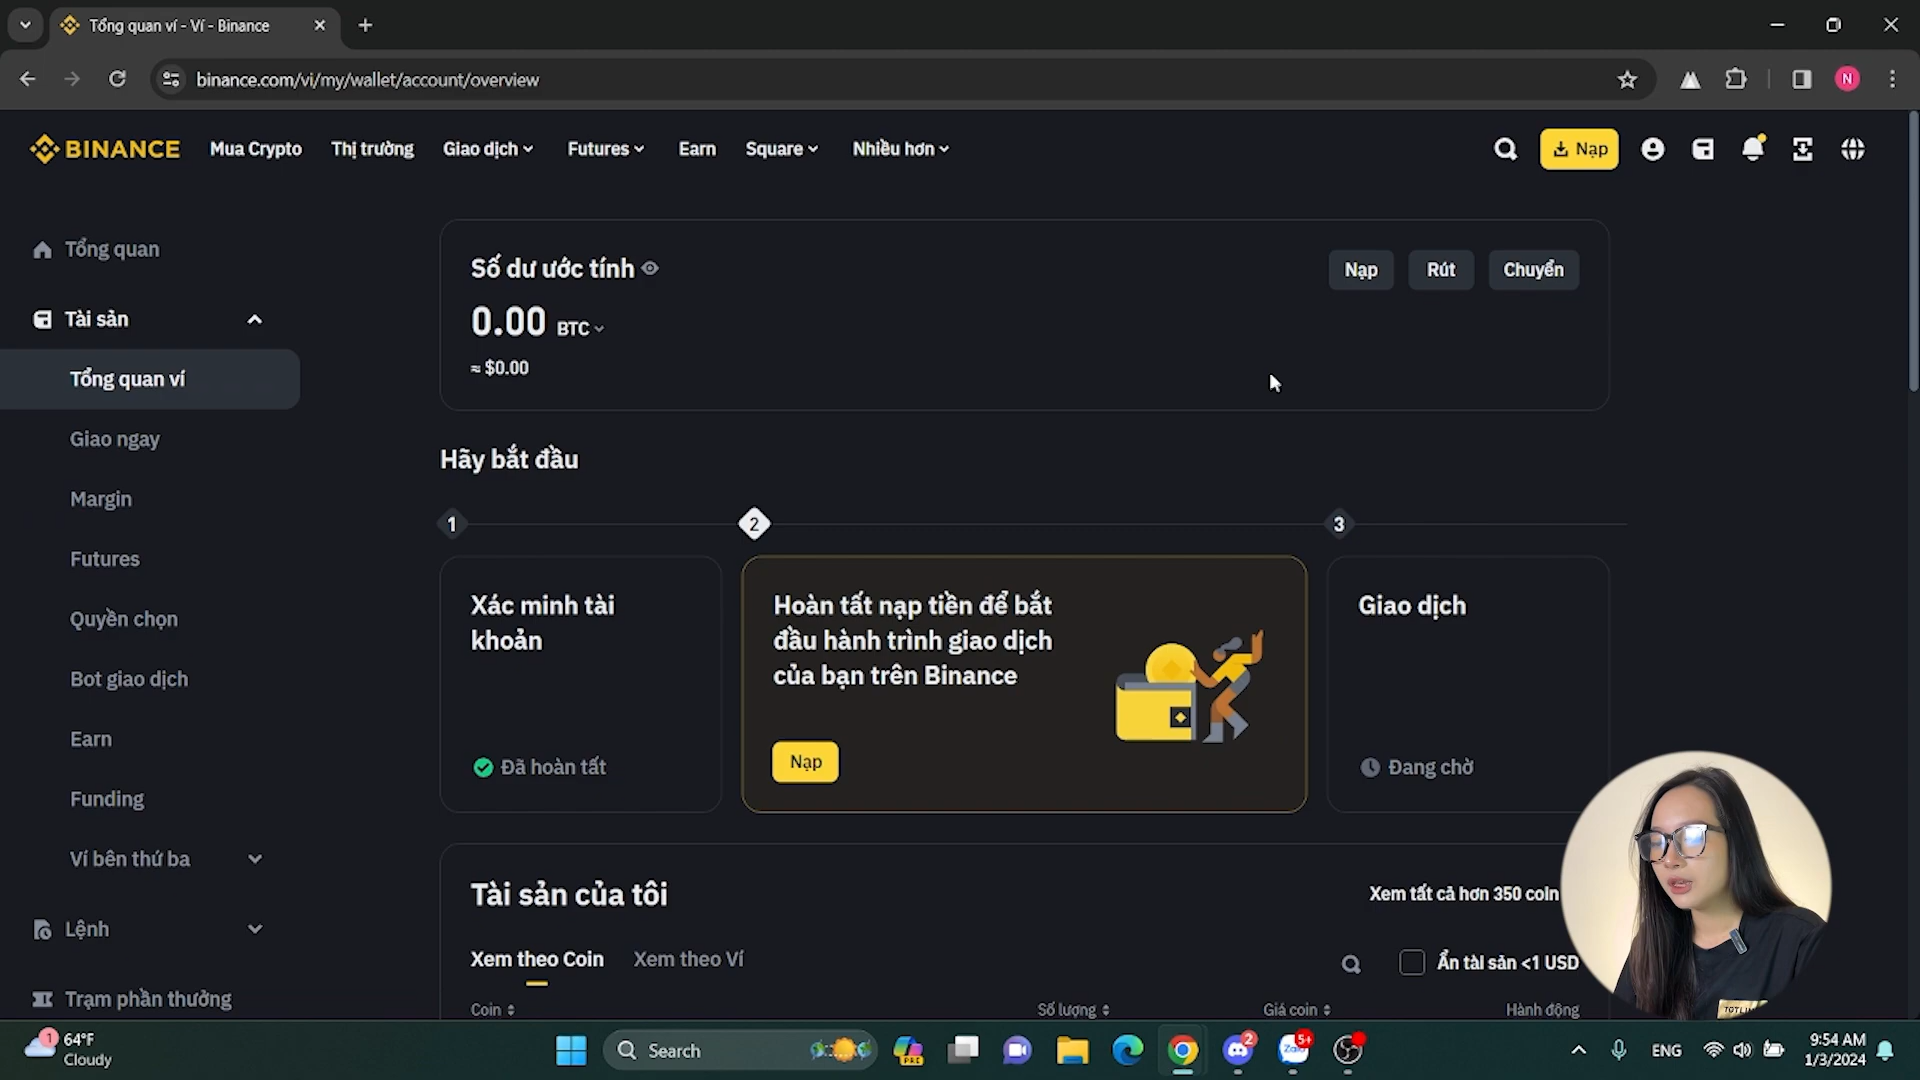 Tổng quan ví - Ví - Binance
binance.com/vi/my/wallet/account/overview
N
BINANCE Mua Crypto Thị trường Giao dịch Futures Earn Square Nhiều hơn Nạp
Tổng quan
Tài sản
Tổng quan ví
Giao ngay
Margin
Futures
Quyền chọn
Bot giao dịch
Earn
Funding
Ví bên thứ ba
Lệnh
Trạm phần thưởng
Số dư ước tính
Nạp Rút Chuyển
0.00 BTC
≈ $0.00
Hãy bắt đầu
1 2 3
Xác minh tài
khoản
Đã hoàn tất
Hoàn tất nạp tiền để bắt
đầu hành trình giao dịch
của bạn trên Binance
Nạp
Giao dịch
Đang chờ
Tài sản của tôi
Xem tất cả hơn 350 coin
Xem theo Coin Xem theo Ví
Ẩn tài sản <1 USD
Coin Số lượng Giá coin Hành động
1
64°F
Cloudy
Search
PRE
2
Zalo
5+
ENG
9:54 AM
1/3/2024